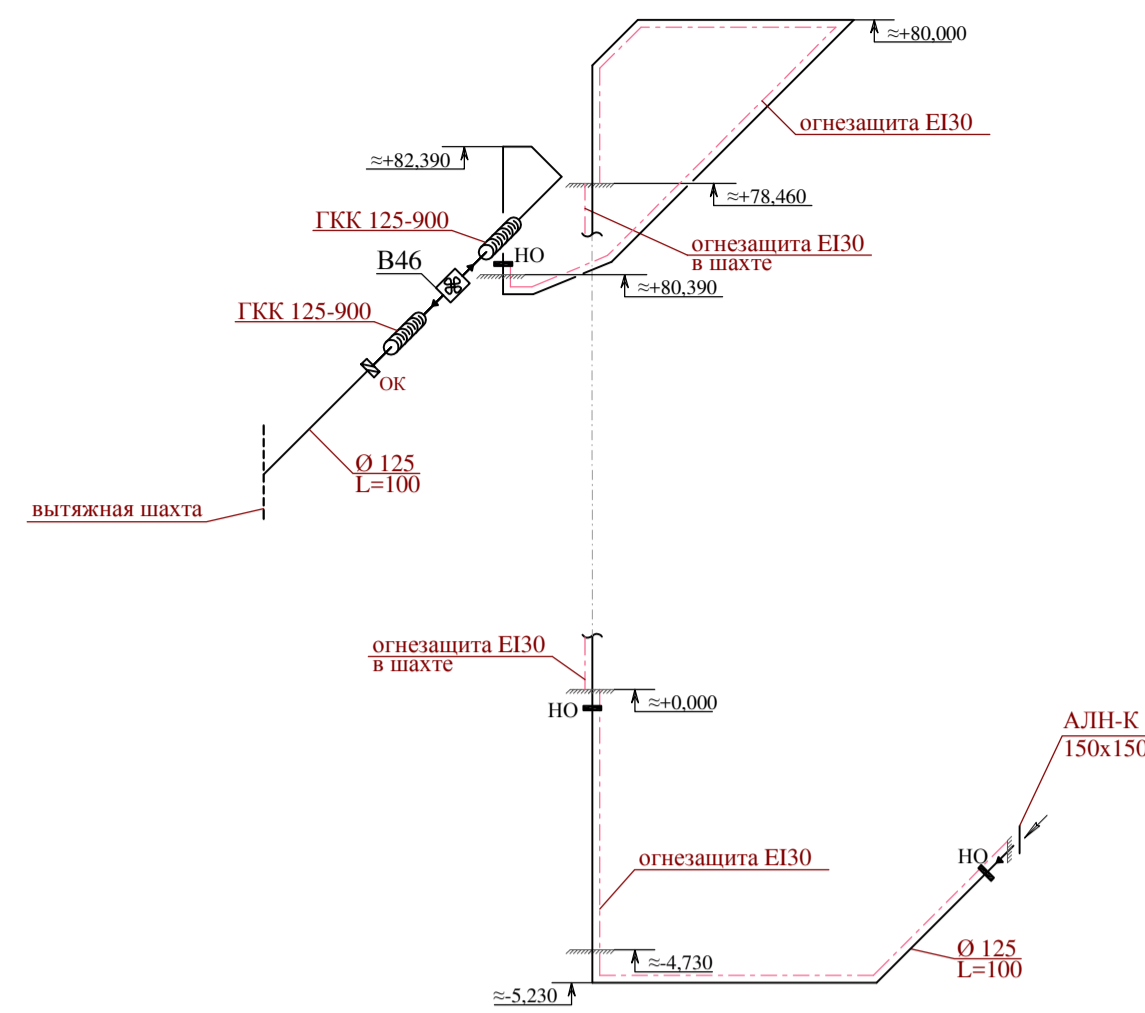 ≈+80,000
огнезащита EI30
≈+82,390
≈+78,460
ГКК 125-900
огнезащита EI30
в шахте
НО
В46
≈+80,390
ГКК 125-900
ОК
Ø 125
L=100
вытяжная шахта
огнезащита EI30
в шахте
≈+0,000
НО
АЛН-К
150х150
огнезащита EI30
НО
Ø 125
L=100
≈-4,730
≈-5,230